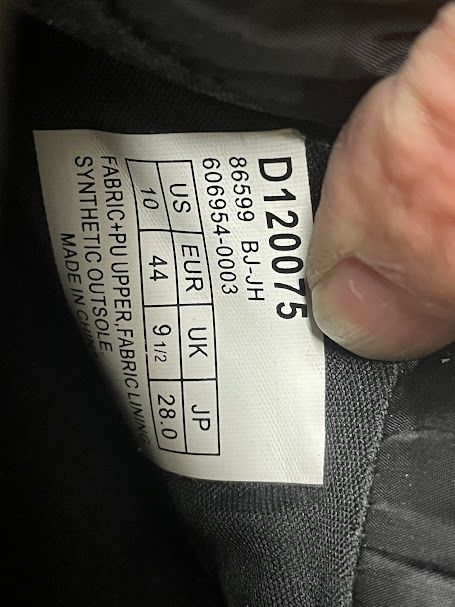 D120075
86599 BJ-JH
606954-0003
US EUR UK JP
10 44 9 1/2 28.0
FABRIC+PU UPPER,FABRIC LINING
SYNTHETIC OUTSOLE
MADE IN CHINA